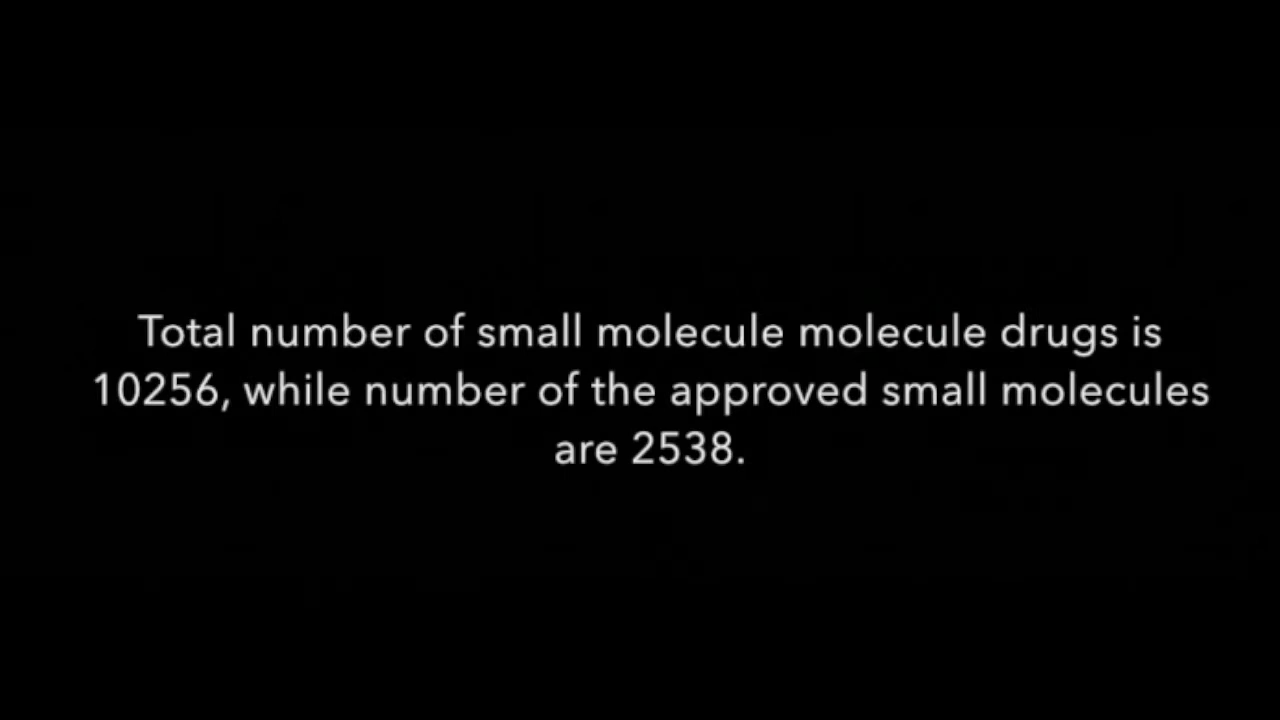 Total number of small molecule molecule drugs is
10256, while number of the approved small molecules
are 2538.